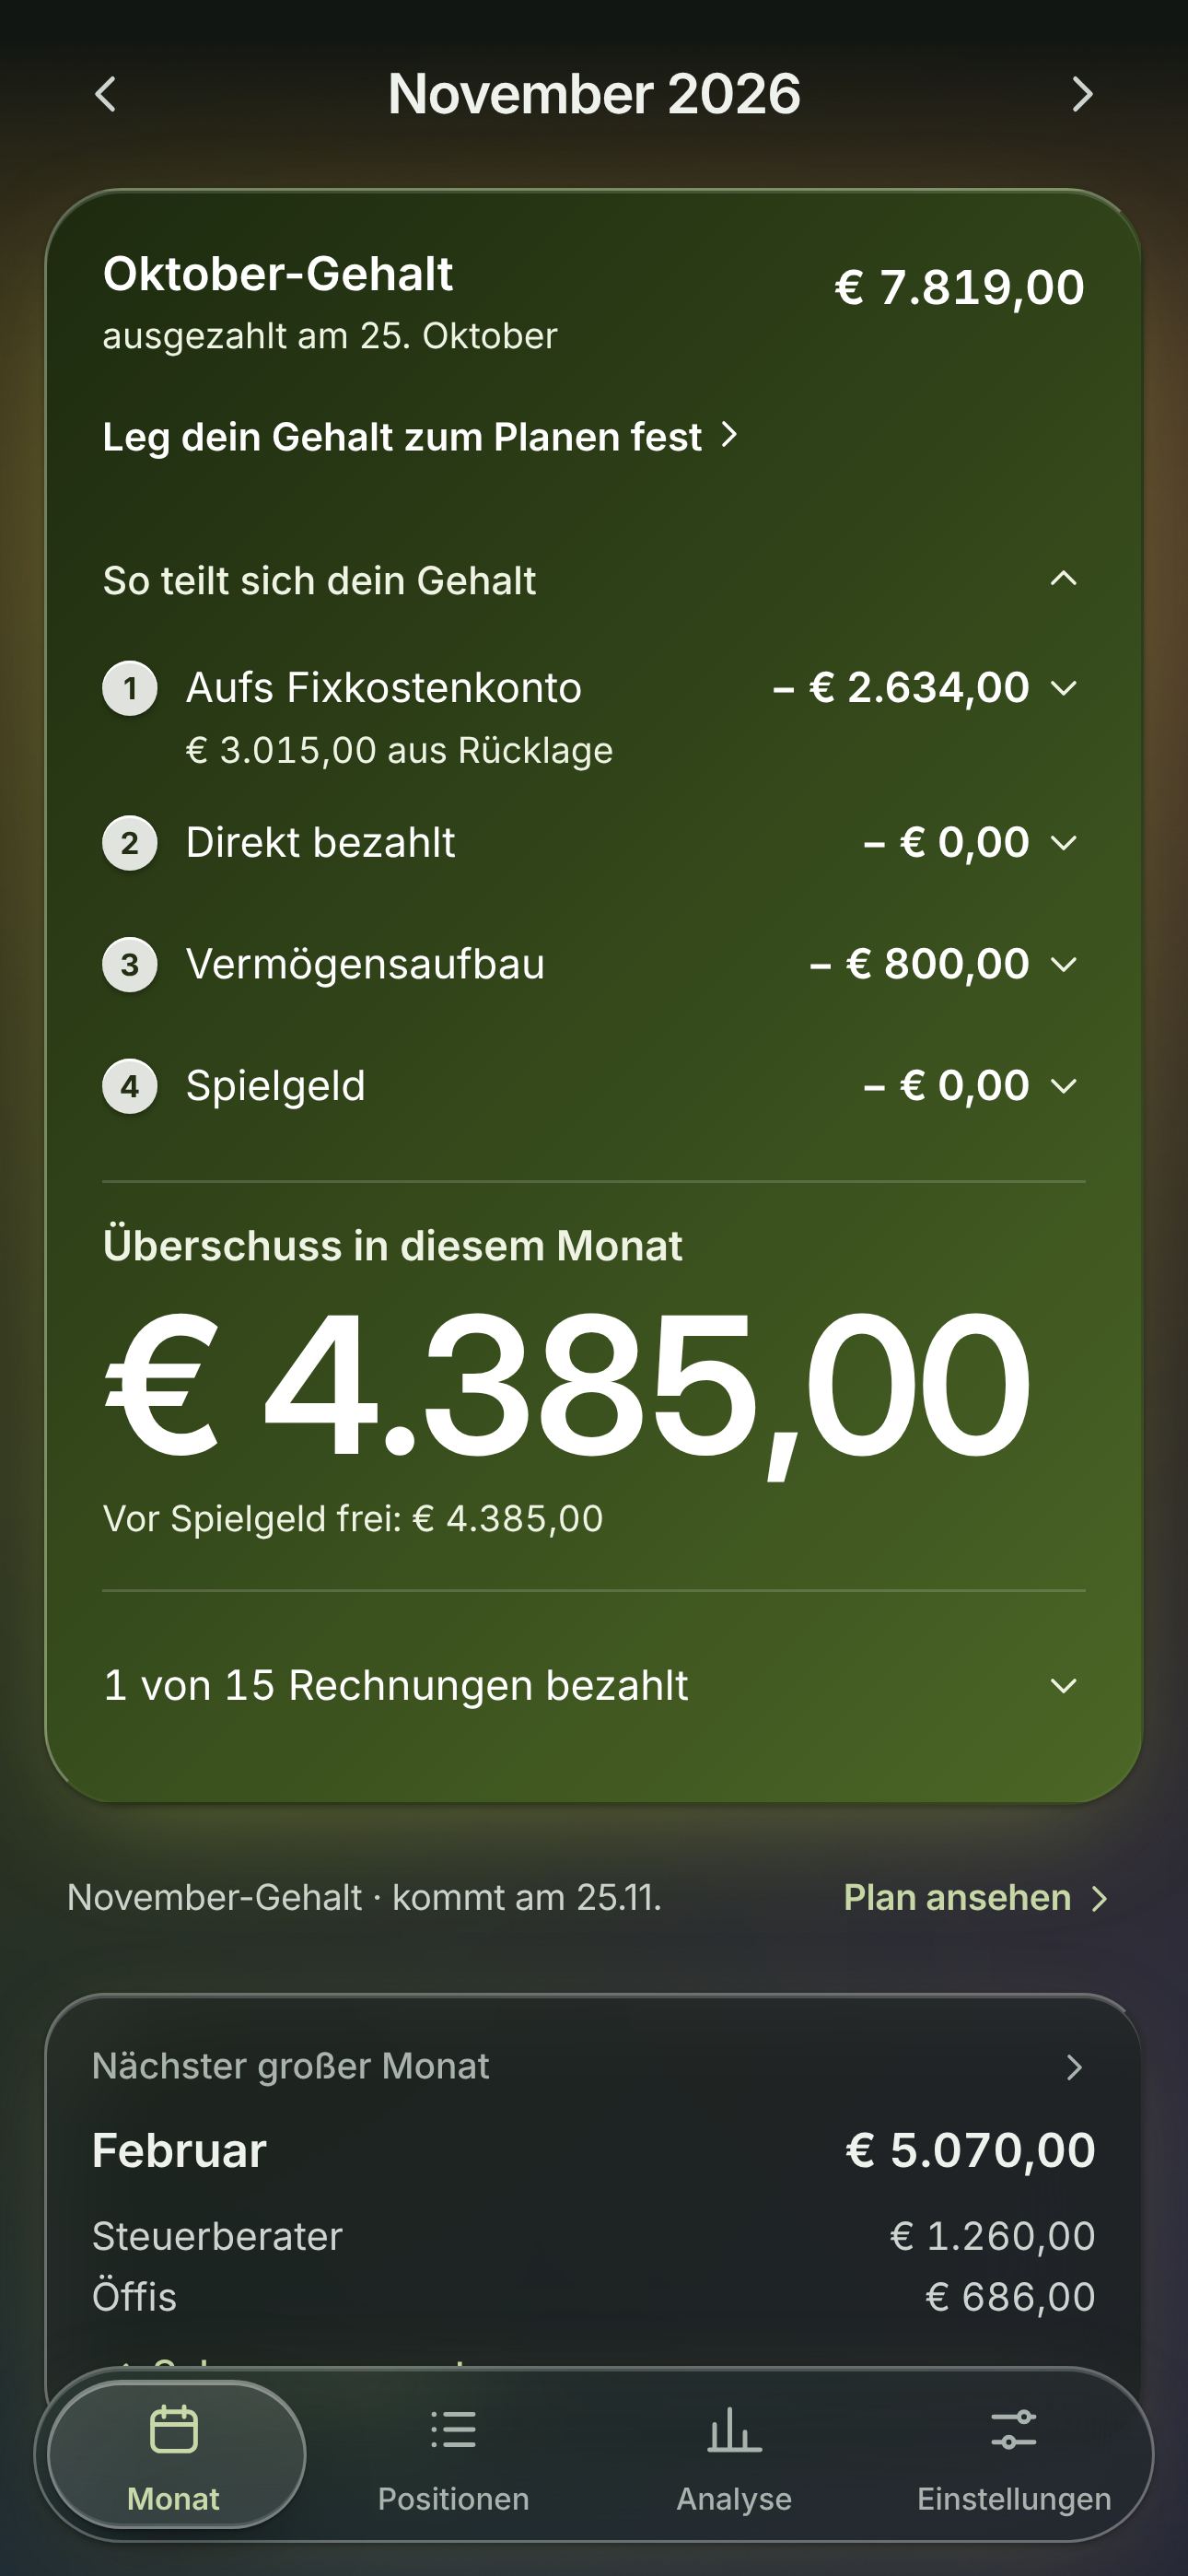 November 2026
Oktober-Gehalt
€ 7.819,00
ausgezahlt am 25. Oktober
Leg dein Gehalt zum Planen fest
So teilt sich dein Gehalt
1 Aufs Fixkostenkonto – € 2.634,00
€ 3.015,00 aus Rücklage
2 Direkt bezahlt – € 0,00
3 Vermögensaufbau – € 800,00
4 Spielgeld – € 0,00
Überschuss in diesem Monat
€ 4.385,00
Vor Spielgeld frei: € 4.385,00
1 von 15 Rechnungen bezahlt
November-Gehalt · kommt am 25.11. Plan ansehen
Nächster großer Monat
Februar € 5.070,00
Steuerberater € 1.260,00
Öffis € 686,00
Monat Positionen Analyse Einstellungen